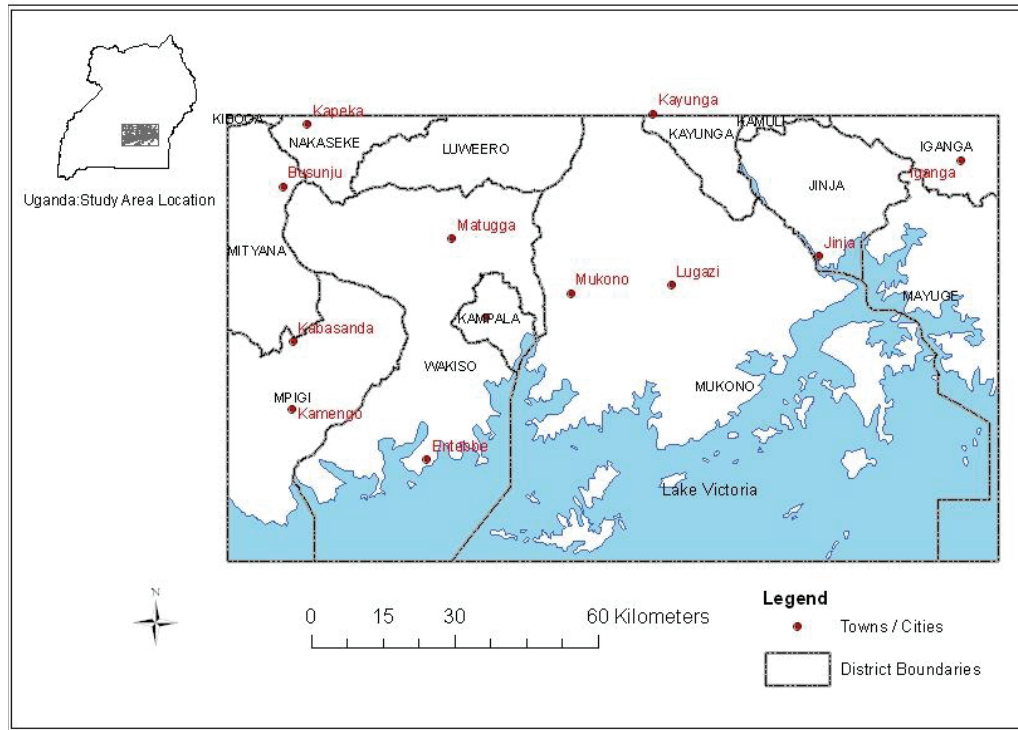 Uganda:Study Area Location
Kayunga
Kapeka
KIBOGA
KAMULI
NAKASEKE
LUWEERO
KAYUNGA
IGANGA
Iganga
Busunju
JINJA
Matugga
MITYANA
Jinja
Mukono
Lugazi
MAYUGE
KAMPALA
Kabasanda
WAKISO
MUKONO
MPIGI
Kamengo
Entebbe
Lake Victoria
N
0 15 30 60 Kilometers
Legend
Towns / Cities
District Boundaries